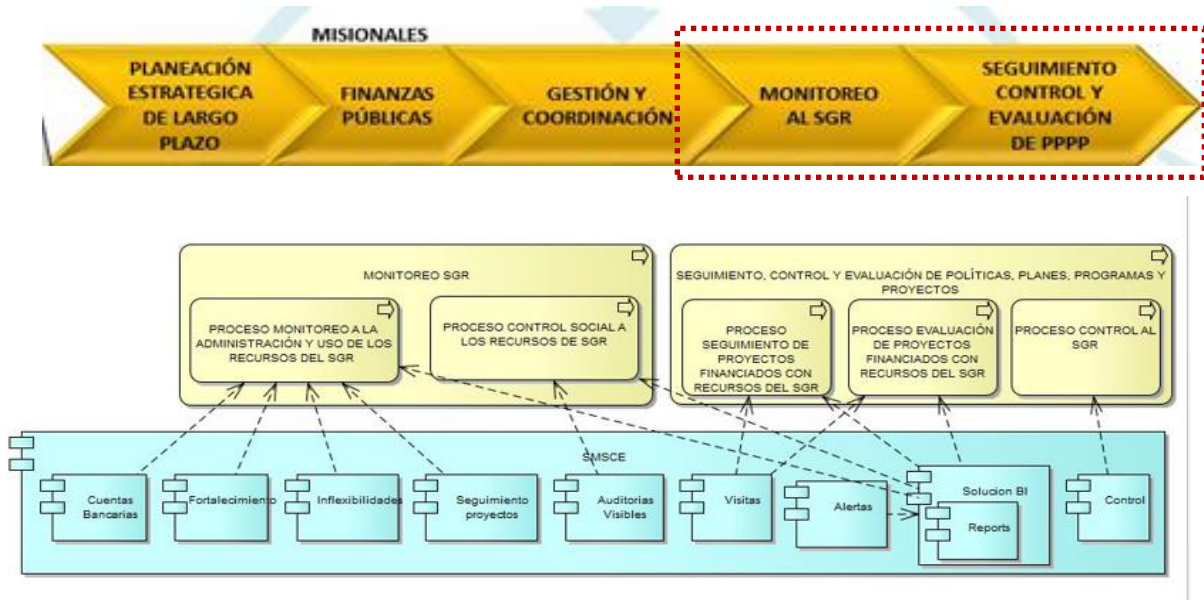 MISIONALES
PLANEACIÓN
ESTRATEGICA
DE LARGO
PLAZO
FINANZAS
PÚBLICAS
GESTIÓN Y
COORDINACIÓN
MONITOREO
AL SGR
SEGUIMIENTO
CONTROL Y
EVALUACIÓN
DE PPPP
MONITOREO SGR
PROCESO MONITOREO A LA
ADMINISTRACIÓN Y USO DE LOS
RECURSOS DEL SGR
PROCESO CONTROL SOCIAL A
LOS RECURSOS DE SGR
SEGUIMIENTO, CONTROL Y EVALUACIÓN DE POLÍTICAS, PLANES, PROGRAMAS Y
PROYECTOS
PROCESO
SEGUIMIENTO DE
PROYECTOS
FINANCIADOS CON
RECURSOS DEL SGR
PROCESO EVALUACIÓN
DE PROYECTOS
FINANCIADOS CON
RECURSOS DEL SGR
PROCESO CONTROL AL
SGR
SMSCE
Cuentas
Bancarias
Fortalecimiento
Inflexibilidades
Seguimiento
proyectos
Auditorias
Visibles
Visitas
Alertas
Solucion BI
Reports
Control